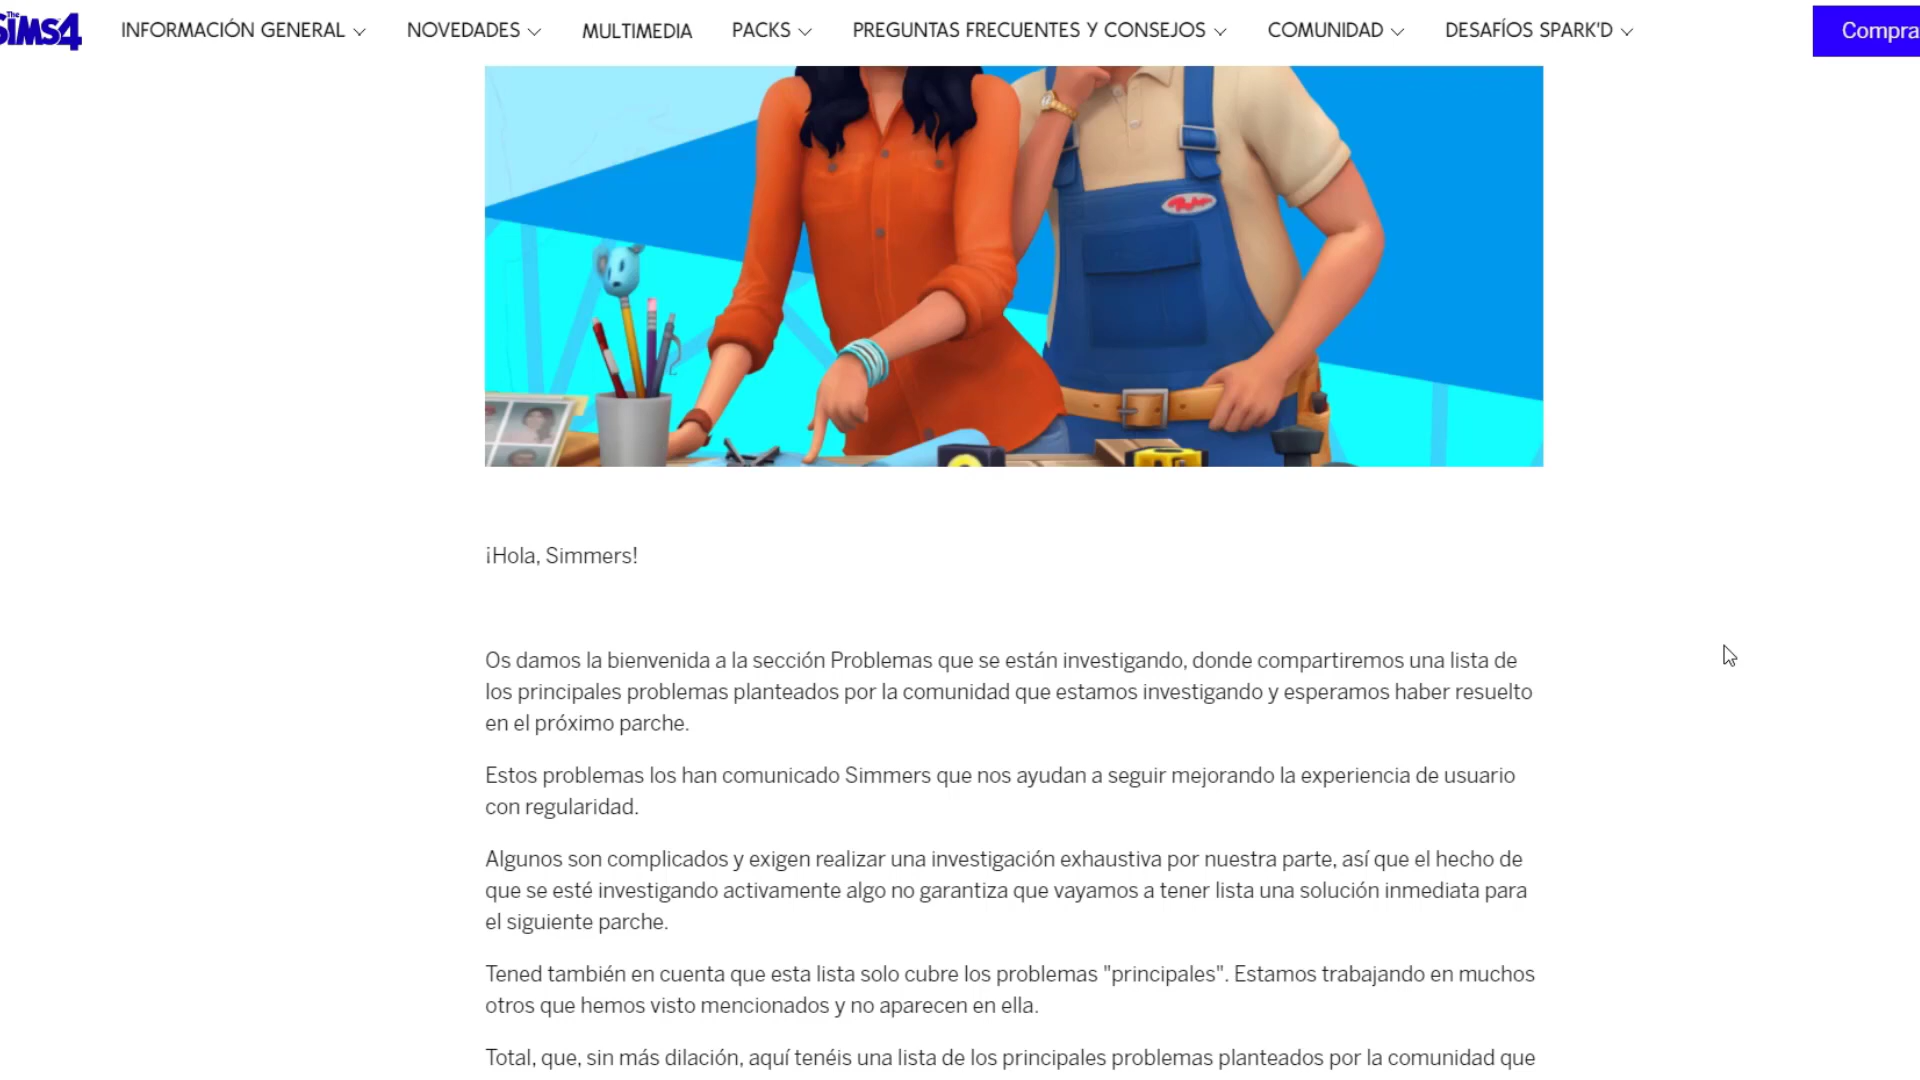 The
SIMS4
INFORMACIÓN GENERAL
NOVEDADES
MULTIMEDIA
PACKS
PREGUNTAS FRECUENTES Y CONSEJOS
COMUNIDAD
DESAFÍOS SPARK'D
Compra
¡Hola, Simmers!
Os damos la bienvenida a la sección Problemas que se están investigando, donde compartiremos una lista de
los principales problemas planteados por la comunidad que estamos investigando y esperamos haber resuelto
en el próximo parche.
Estos problemas los han comunicado Simmers que nos ayudan a seguir mejorando la experiencia de usuario
con regularidad.
Algunos son complicados y exigen realizar una investigación exhaustiva por nuestra parte, así que el hecho de
que se esté investigando activamente algo no garantiza que vayamos a tener lista una solución inmediata para
el siguiente parche.
Tened también en cuenta que esta lista solo cubre los problemas "principales". Estamos trabajando en muchos
otros que hemos visto mencionados y no aparecen en ella.
Total, que, sin más dilación, aquí tenéis una lista de los principales problemas planteados por la comunidad que